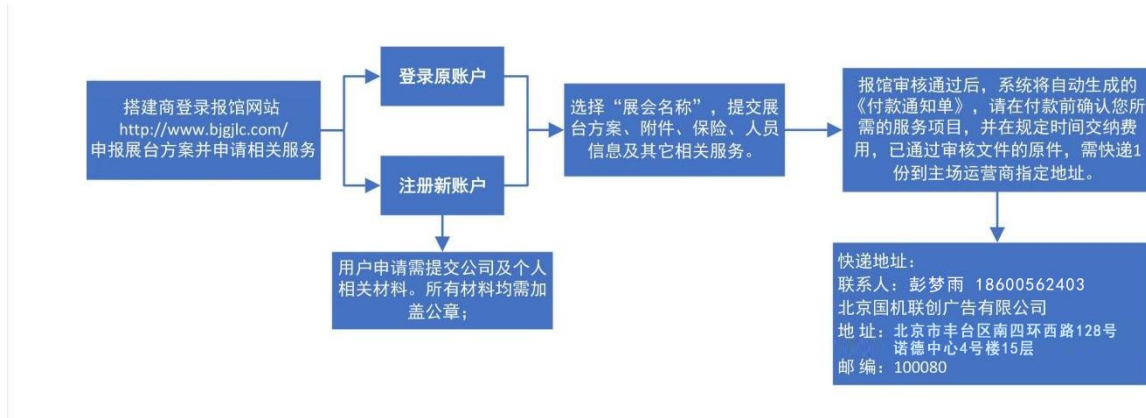 搭建商登录报馆网站
http://www.bjgjlc.com/
申报展台方案并申请相关服务
登录原账户
注册新账户
用户申请需提交公司及个人
相关材料。所有材料均需加
盖公章；
选择“展会名称”，提交展
台方案、附件、保险、人员
信息及其它相关服务。
报馆审核通过后，系统将自动生成的
《付款通知单》，请在付款前确认您所
需的服务项目，并在规定时间交纳费
用，已通过审核文件的原件，需快递1
份到主场运营商指定地址。
快递地址：
联系人：彭梦雨 18600562403
北京国机联创广告有限公司
地 址：北京市丰台区南四环西路128号
诺德中心4号楼15层
邮 编：100080